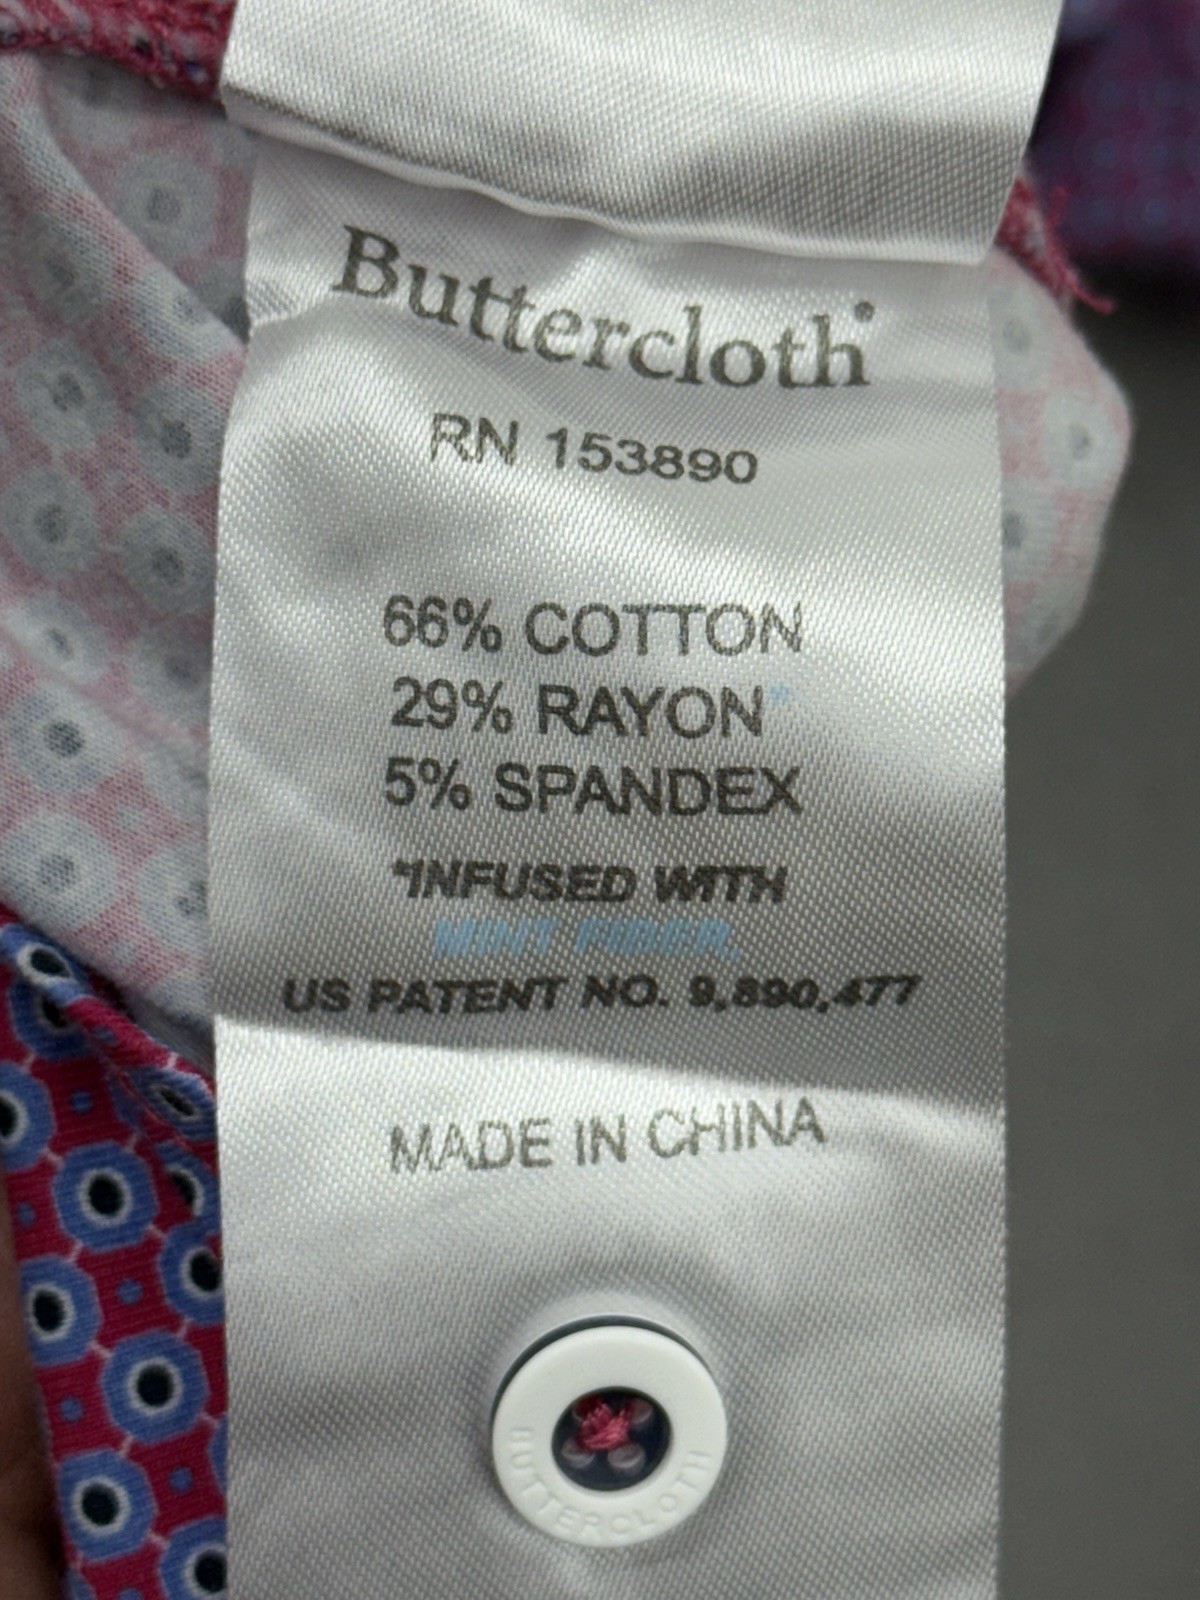 Buttercloth®
RN 153890
66% COTTON
29% RAYON*
5% SPANDEX
*INFUSED WITH
MINT FIBER
US PATENT NO. 9,890,477
MADE IN CHINA
BUTTERCLOTH